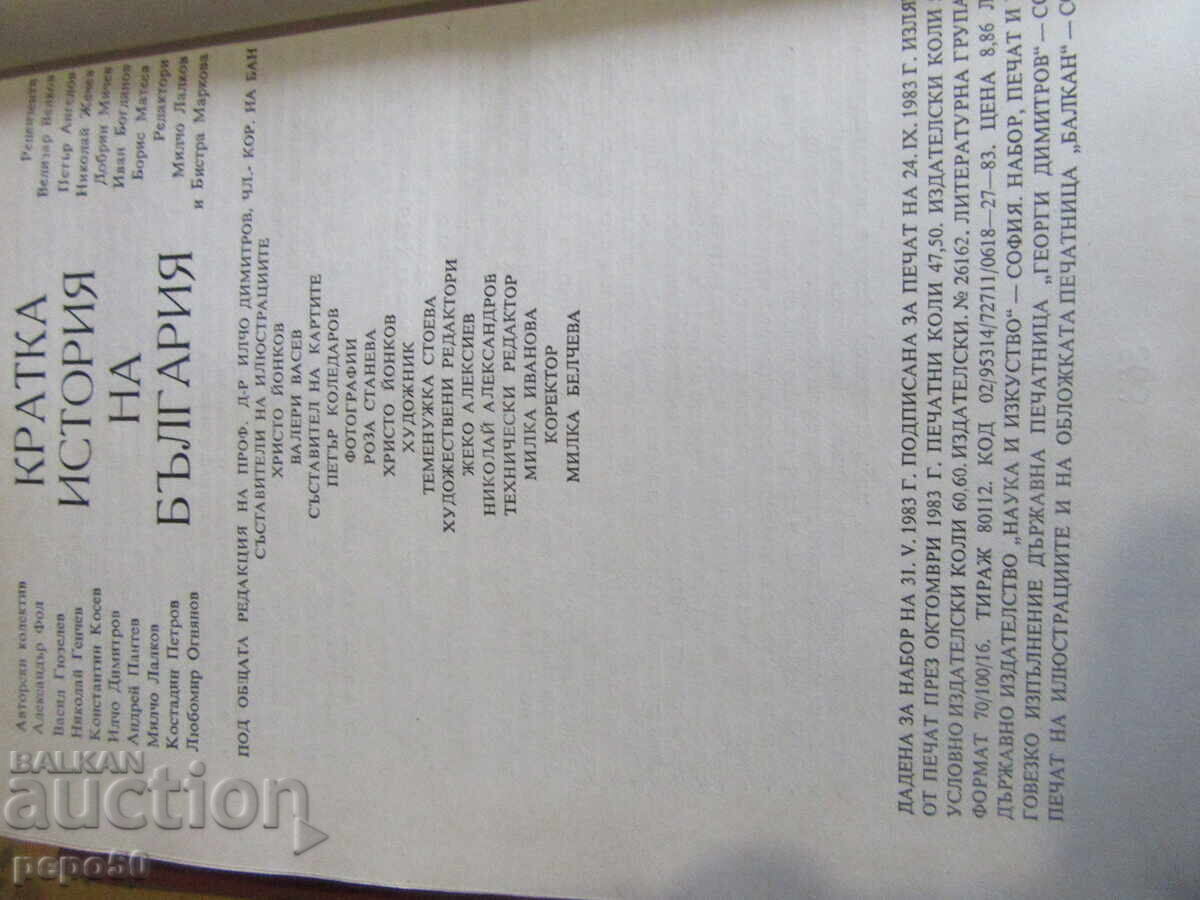 Авторски колектив
Александър Фол
Васил Гюзелев
Николай Генчев
Константин Косев
Илчо Димитров
Андрей Пантев
Милчо Лалков
Костадин Петров
Любомир Огнянов
КРАТКА
ИСТОРИЯ
НА
БЪЛГАРИЯ
Рецензенти
Велизар Велков
Петър Ангелов
Николай Жечев
Добрин Мичев
Иван Богданов
Борис Матеев
Редактори
Милчо Лалков
и Бистра Маркова
ПОД ОБЩАТА РЕДАКЦИЯ НА ПРОФ. Д-Р ИЛЧО ДИМИТРОВ, ЧЛ.- КОР. НА БАН
СЪСТАВИТЕЛИ НА ИЛЮСТРАЦИИТЕ
ХРИСТО ЙОНКОВ
ВАЛЕРИ ВАСЕВ
СЪСТАВИТЕЛ НА КАРТИТЕ
ПЕТЪР КОЛЕДАРОВ
ФОТОГРАФИИ
РОЗА СТАНЕВА
ХРИСТО ЙОНКОВ
ХУДОЖНИК
ТЕМЕНУЖКА СТОЕВА
ХУДОЖЕСТВЕНИ РЕДАКТОРИ
ЖЕКО АЛЕКСИЕВ
НИКОЛАЙ АЛЕКСАНДРОВ
ТЕХНИЧЕСКИ РЕДАКТОР
МИЛКА ИВАНОВА
КОРЕКТОР
МИЛКА БЕЛЧЕВА
ДАДЕНА ЗА НАБОР НА 31. V. 1983 Г. ПОДПИСАНА ЗА ПЕЧАТ НА 24. IX. 1983 Г. ИЗЛЯ
ОТ ПЕЧАТ ПРЕЗ ОКТОМВРИ 1983 Г. ПЕЧАТНИ КОЛИ 47,50. ИЗДАТЕЛСКИ КОЛИ
УСЛОВНО ИЗДАТЕЛСКИ КОЛИ 60,60. ИЗДАТЕЛСКИ. № 26162. ЛИТЕРАТУРНА ГРУПА
ФОРМАТ 70/100/16. ТИРАЖ 80112. КОД 02/95314/72711/0618—27—83. ЦЕНА 8,86 Л
ДЪРЖАВНО ИЗДАТЕЛСТВО „НАУКА И ИЗКУСТВО“ — СОФИЯ. НАБОР, ПЕЧАТ И
ГОВЕЗКО ИЗПЪЛНЕНИЕ ДЪРЖАВНА ПЕЧАТНИЦА „ГЕОРГИ ДИМИТРОВ“ — СО
ПЕЧАТ НА ИЛЮСТРАЦИИТЕ И НА ОБЛОЖКАТА ПЕЧАТНИЦА „БАЛКАН“ — СО
BALKAN
auction
pepo50